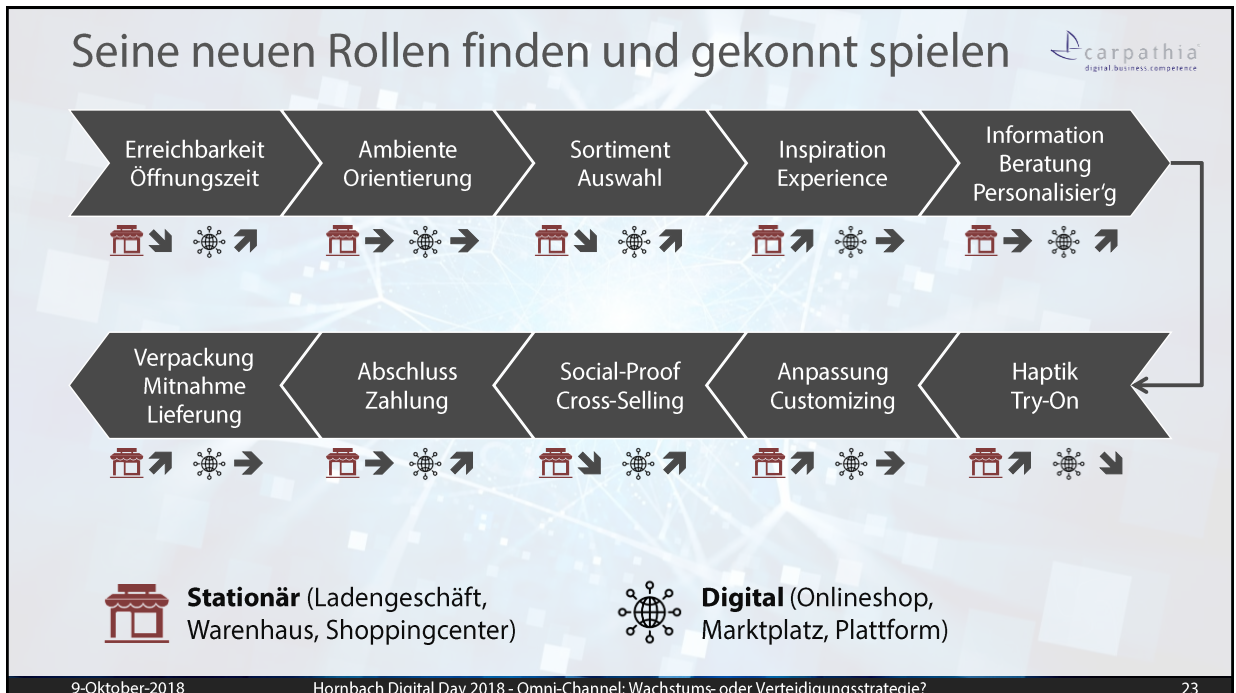 Seine neuen Rollen finden und gekonnt spielen
carpathia
digital.business.competence
Erreichbarkeit
Öffnungszeit
Ambiente
Orientierung
Sortiment
Auswahl
Inspiration
Experience
Information
Beratung
Personalisier‘g
Haptik
Try-On
Anpassung
Customizing
Social-Proof
Cross-Selling
Abschluss
Zahlung
Verpackung
Mitnahme
Lieferung
Stationär (Ladengeschäft,
Warenhaus, Shoppingcenter)
Digital (Onlineshop,
Marktplatz, Plattform)
9-Oktober-2018
Hornbach Digital Day 2018 - Omni-Channel: Wachstums- oder Verteidigungsstrategie?
23